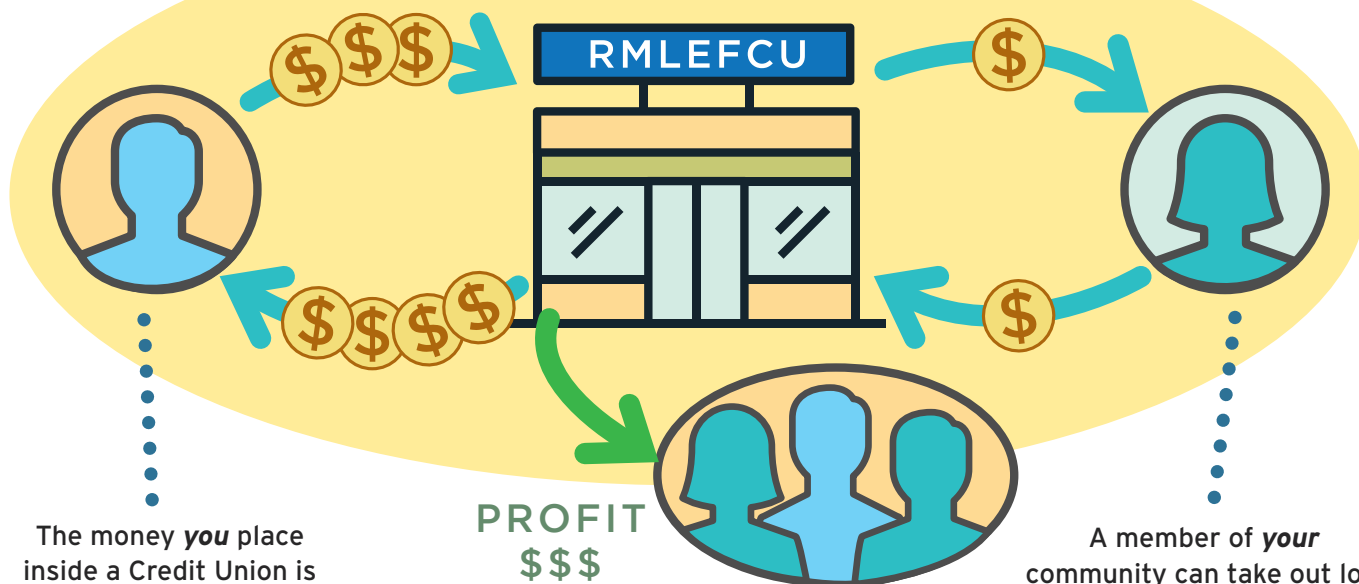 $ $ $
RMLEFCU
$
$ $ $ $
$
The money you place
inside a Credit Union is
PROFIT
$$$
A member of your
community can take out